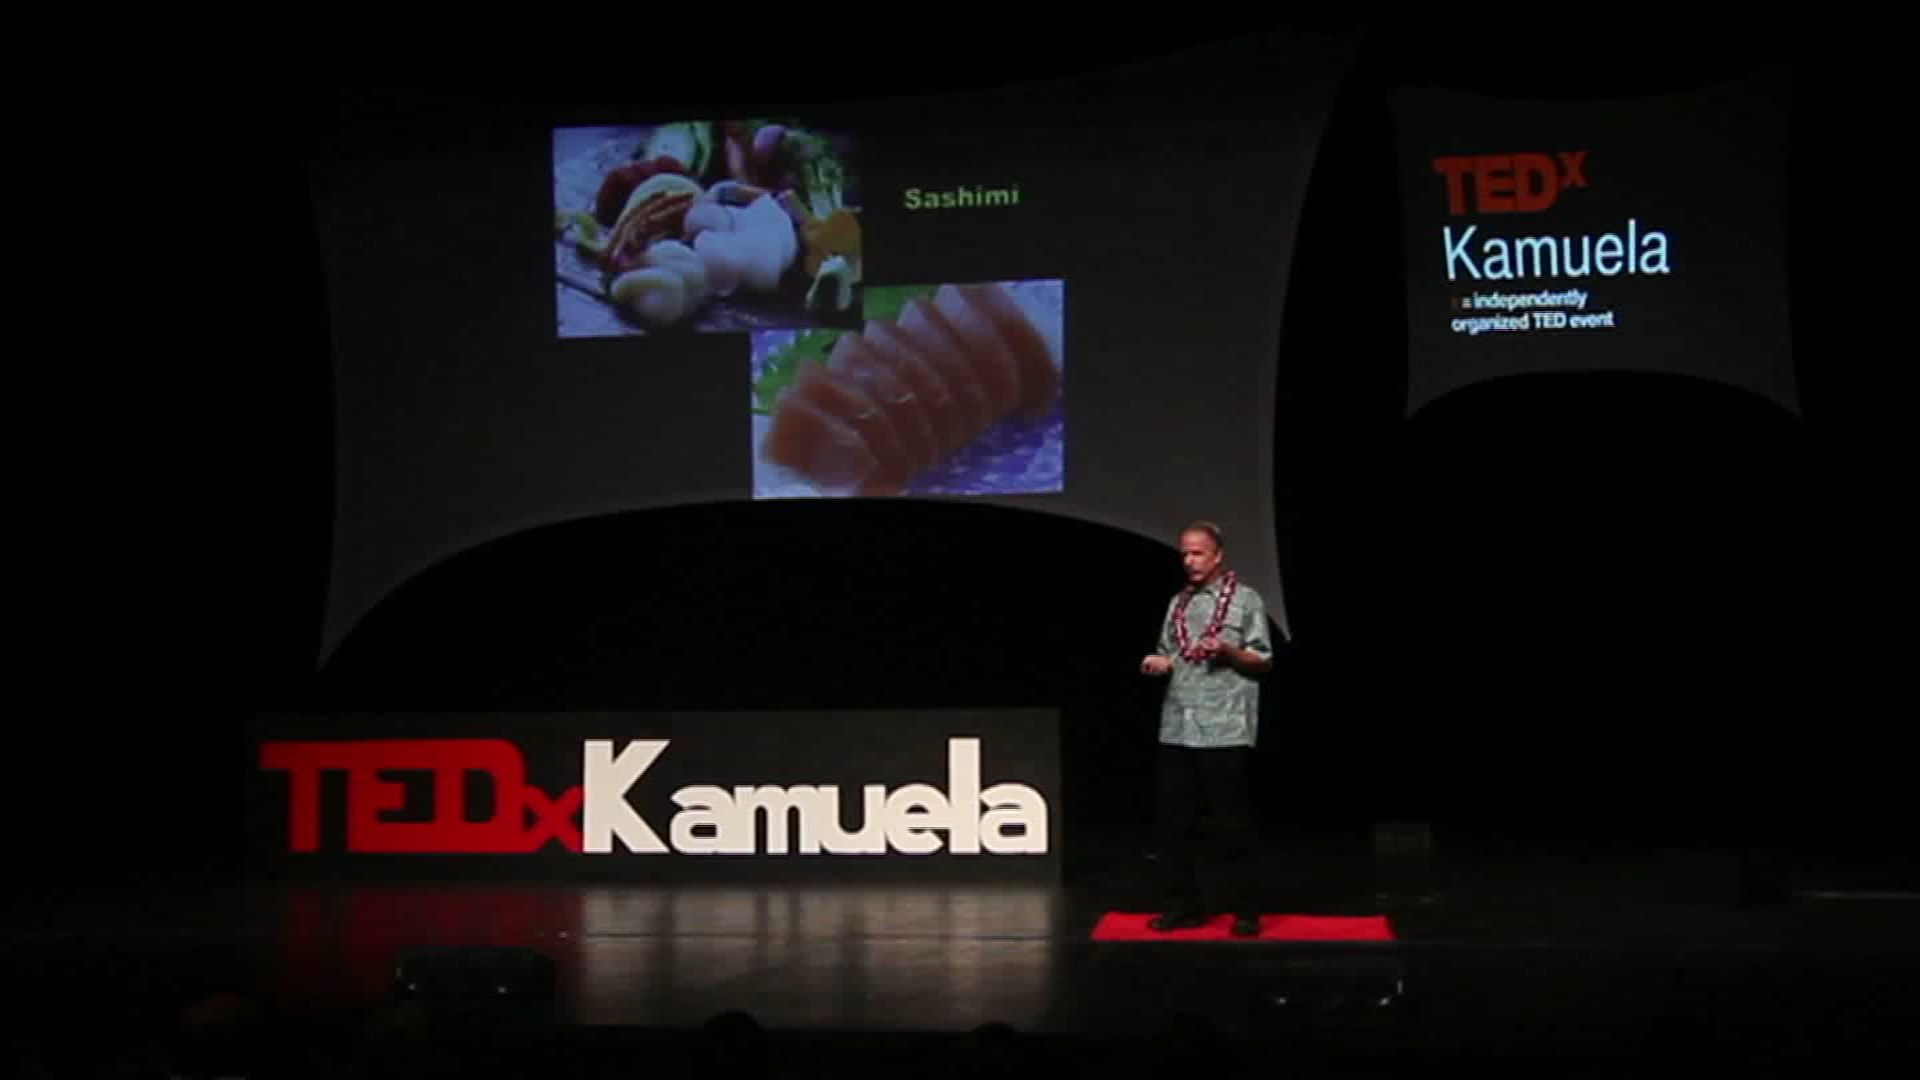 Sashimi
TEDx
Kamuela
x = independently
organized TED event
TEDxKamuela